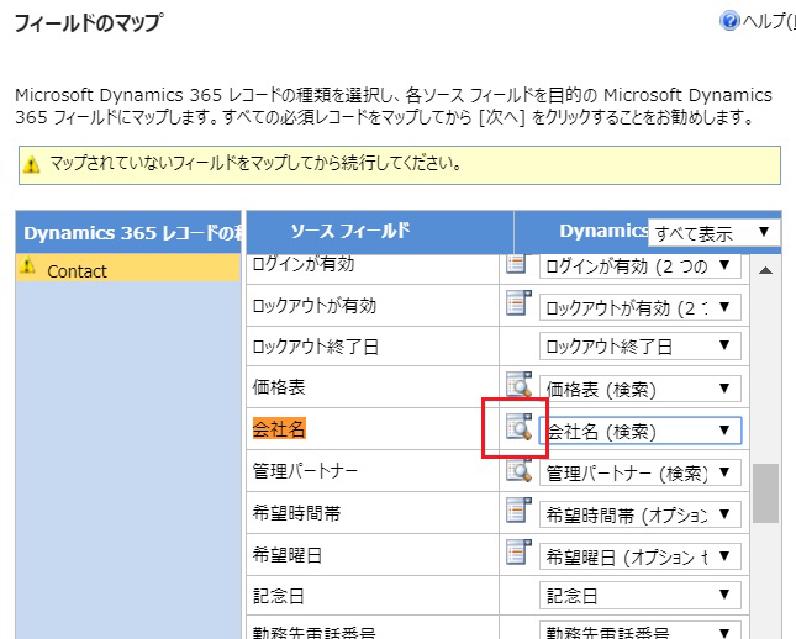 フィールドのマップ
ヘルプ(
Microsoft Dynamics 365 レコードの種類を選択し、各ソース フィールドを目的の Microsoft Dynamics
365 フィールドにマップします。すべての必須レコードをマップしてから [次へ] をクリックすることをお勧めします。
マップされていないフィールドをマップしてから続行してください。
Dynamics 365 レコードの種
ソース フィールド
Dynamics
すべて表示
Contact
ログインが有効
ログインが有効 (2 つの
ロックアウトが有効
ロックアウトが有効 (2
ロックアウト終了日
ロックアウト終了日
価格表
価格表 (検索)
会社名
会社名 (検索)
管理パートナー
管理パートナー (検索)
希望時間帯
希望時間帯 (オプション
希望曜日
希望曜日 (オプション セ
記念日
記念日
勤務先電話番号
勤務先電話番号